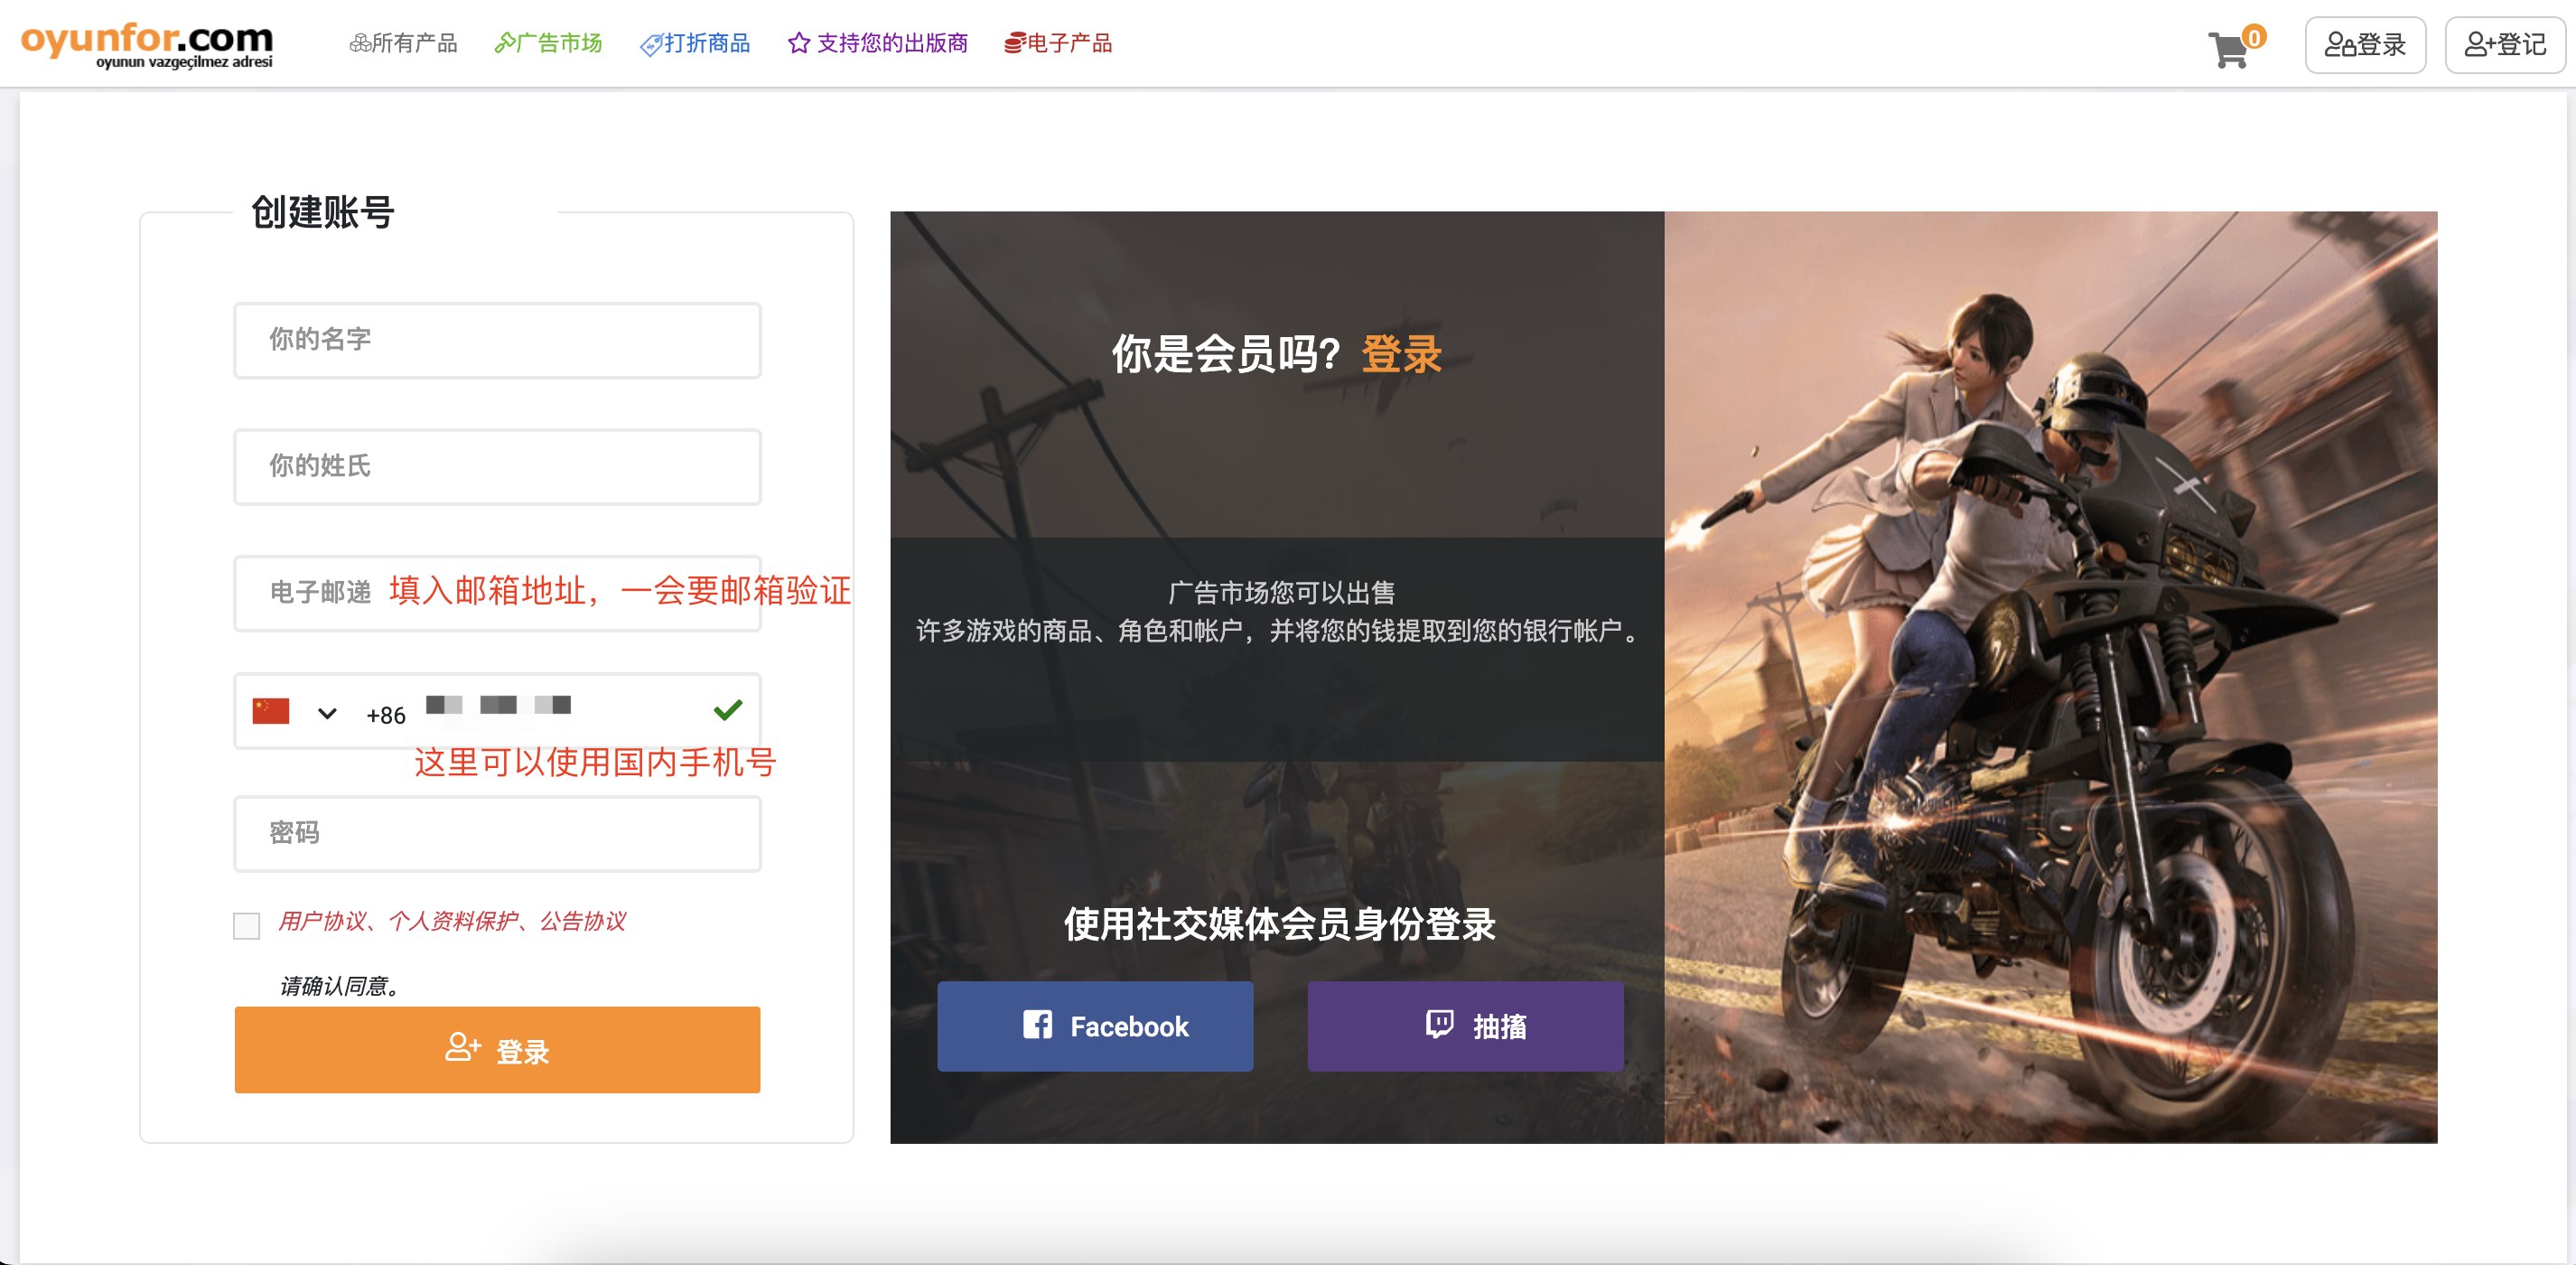 oyunfor.com
oyunun vazgeçilmez adresi
所有产品
广告市场
打折商品
支持您的出版商
电子产品
0
登录
登记
创建账号
你的名字
你的姓氏
电子邮递 填入邮箱地址，一会要邮箱验证
+86
这里可以使用国内手机号
密码
用户协议、个人资料保护、公告协议
请确认同意。
登录
你是会员吗? 登录
广告市场您可以出售
许多游戏的商品、角色和帐户，并将您的钱提取到您的银行帐户。
使用社交媒体会员身份登录
Facebook
抽搐